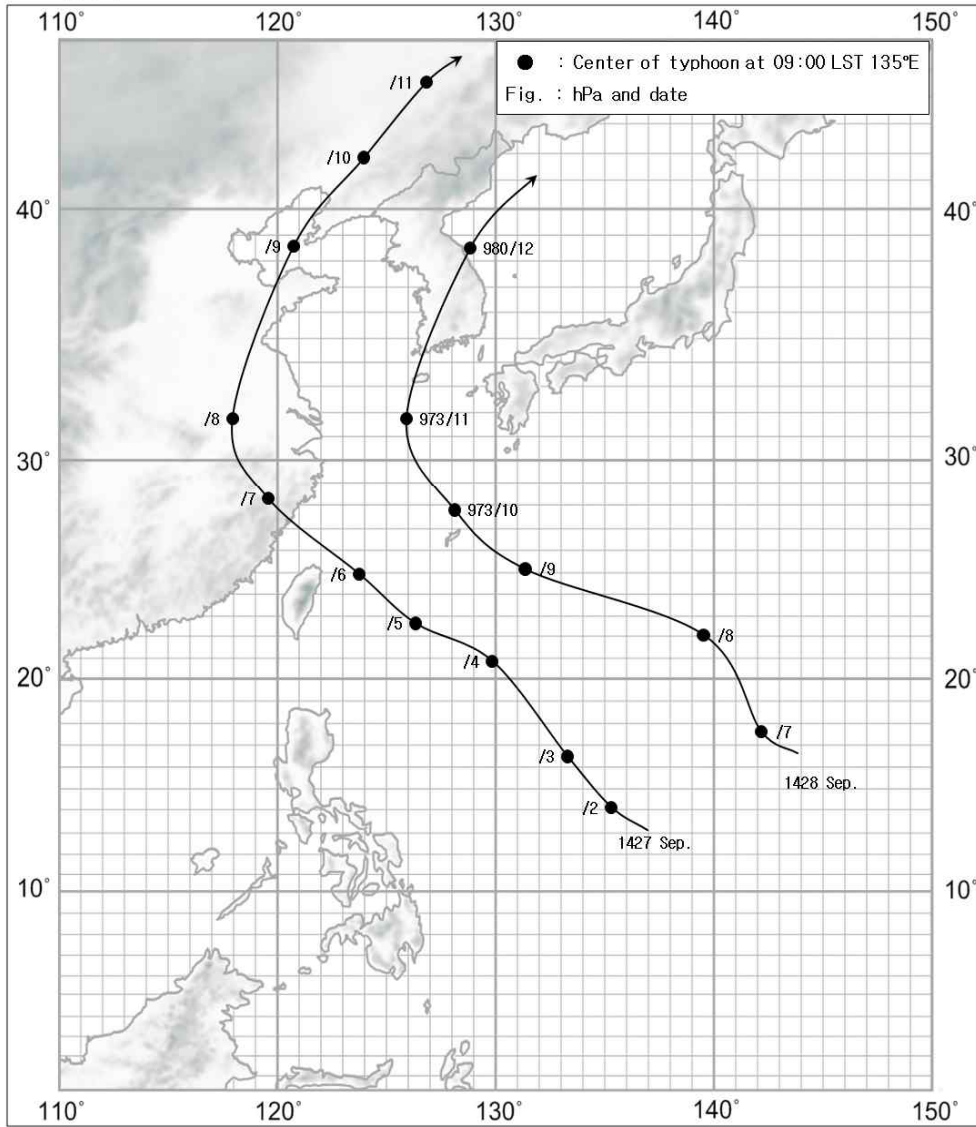 110° 120° 130° 140° 150°
● : Center of typhoon at 09:00 LST 135°E
Fig. : hPa and date
/11
/10
40° 40°
/9 980/12
/8 973/11
30° 30°
/7 973/10
/6 /9
/5 /8
/4
20° 20°
/7
/3
1428 Sep.
/2
1427 Sep.
10° 10°
110° 120° 130° 140° 150°